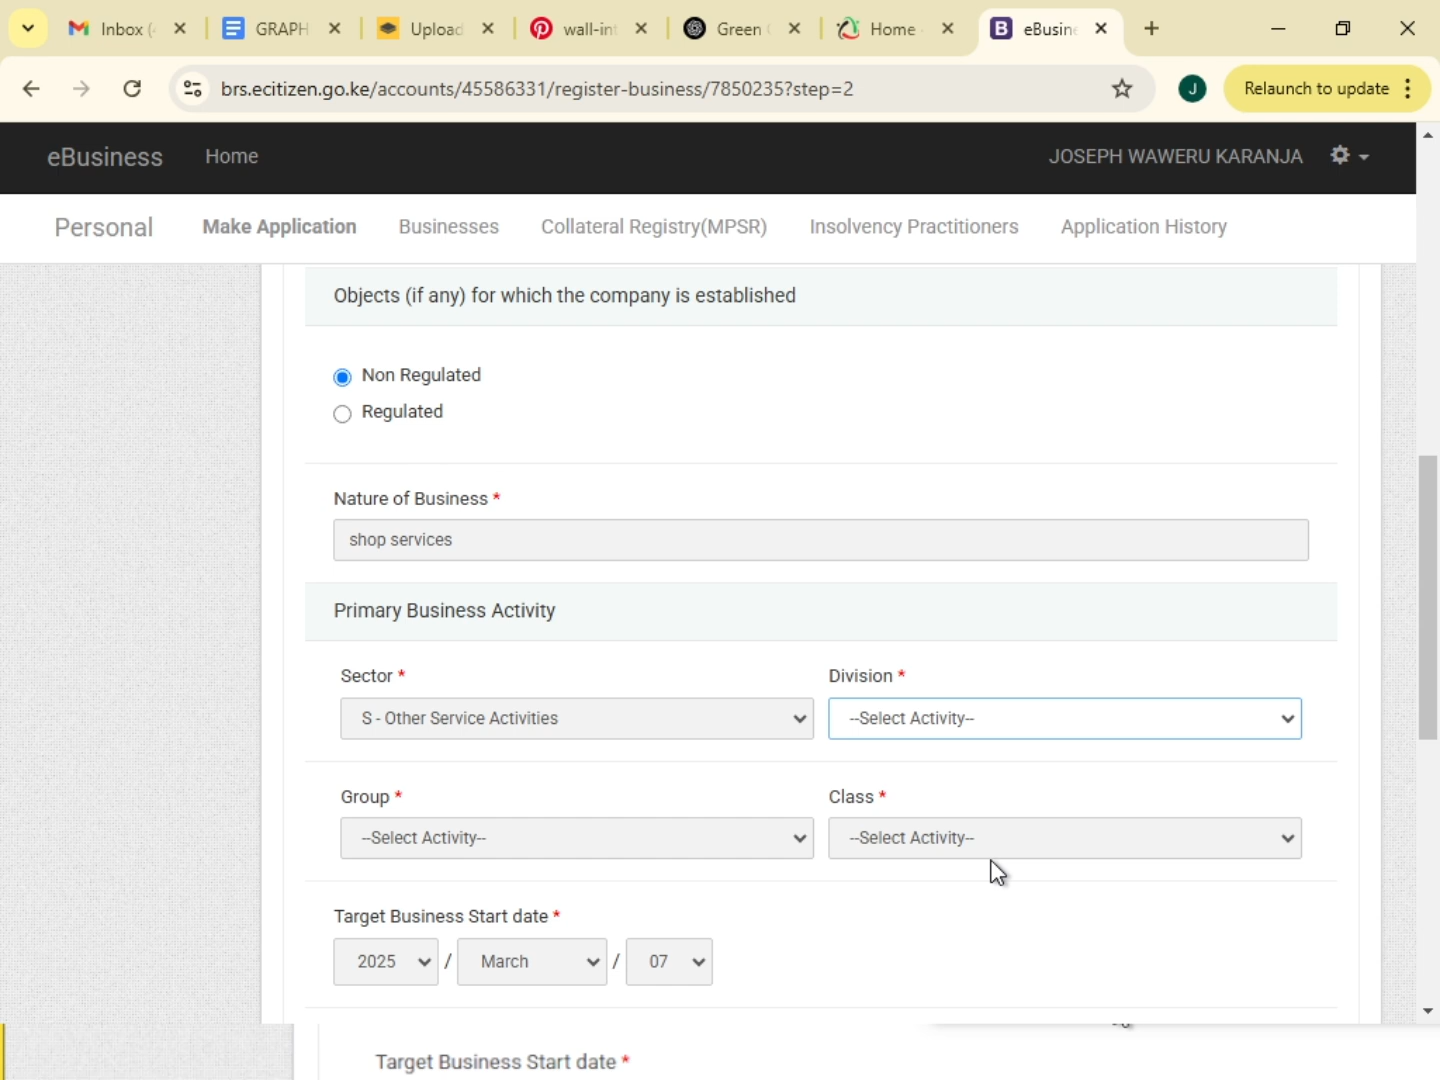 Inbox (
GRAPH
Upload
wall-int
Green
Home
eBusin
brs.ecitizen.go.ke/accounts/45586331/register-business/7850235?step=2
J
Relaunch to update
eBusiness
Home
JOSEPH WAWERU KARANJA
Personal
Make Application
Businesses
Collateral Registry(MPSR)
Insolvency Practitioners
Application History
Objects (if any) for which the company is established
Non Regulated
Regulated
Nature of Business *
shop services
Primary Business Activity
Sector *
Division *
S - Other Service Activities
--Select Activity--
Group *
Class *
--Select Activity--
--Select Activity--
Target Business Start date *
2025 / March / 07
Target Business Start date *